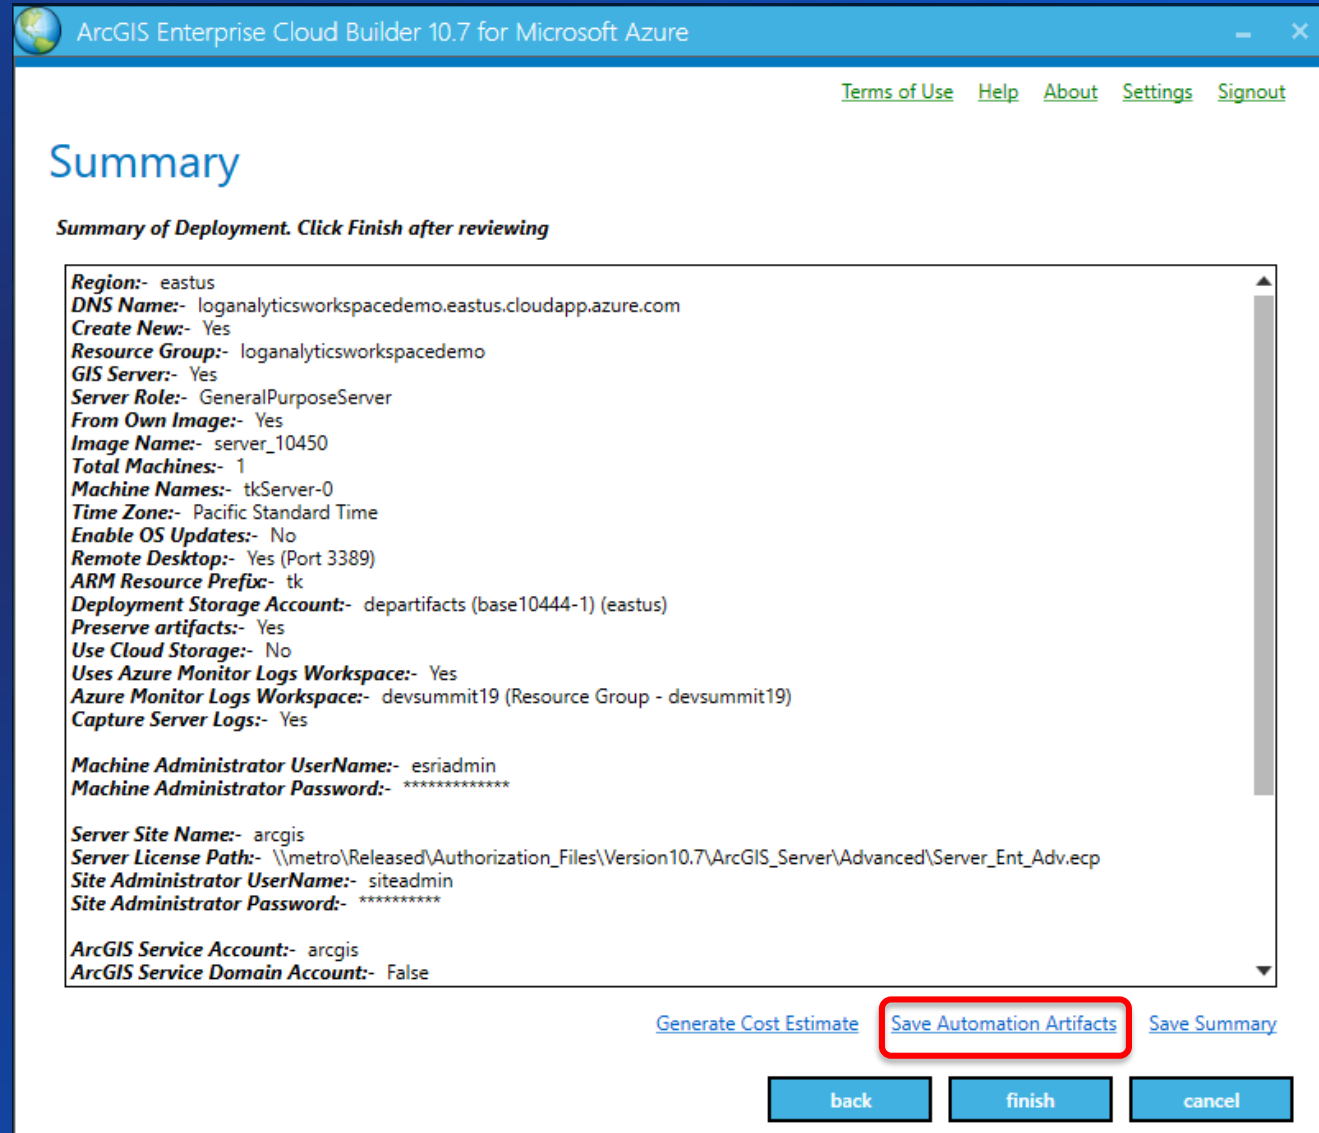 ArcGIS Enterprise Cloud Builder 10.7 for Microsoft Azure
Terms of Use Help About Settings Signout
Summary
Summary of Deployment. Click Finish after reviewing
Region:- eastus
DNS Name:- loganalyticsworkspacedemo.eastus.cloudapp.azure.com
Create New:- Yes
Resource Group:- loganalyticsworkspacedemo
GIS Server:- Yes
Server Role:- GeneralPurposeServer
From Own Image:- Yes
Image Name:- server_10450
Total Machines:- 1
Machine Names:- tkServer-0
Time Zone:- Pacific Standard Time
Enable OS Updates:- No
Remote Desktop:- Yes (Port 3389)
ARM Resource Prefix:- tk
Deployment Storage Account:- departifacts (base10444-1) (eastus)
Preserve artifacts:- Yes
Use Cloud Storage:- No
Uses Azure Monitor Logs Workspace:- Yes
Azure Monitor Logs Workspace:- devsummit19 (Resource Group - devsummit19)
Capture Server Logs:- Yes
Machine Administrator UserName:- esriadmin
Machine Administrator Password:- *************
Server Site Name:- arcgis
Server License Path:- \\metro\Released\Authorization_Files\Version10.7\ArcGIS_Server\Advanced\Server_Ent_Adv.ecp
Site Administrator UserName:- siteadmin
Site Administrator Password:- **********
ArcGIS Service Account:- arcgis
ArcGIS Service Domain Account:- False
Generate Cost Estimate Save Automation Artifacts Save Summary
back finish cancel